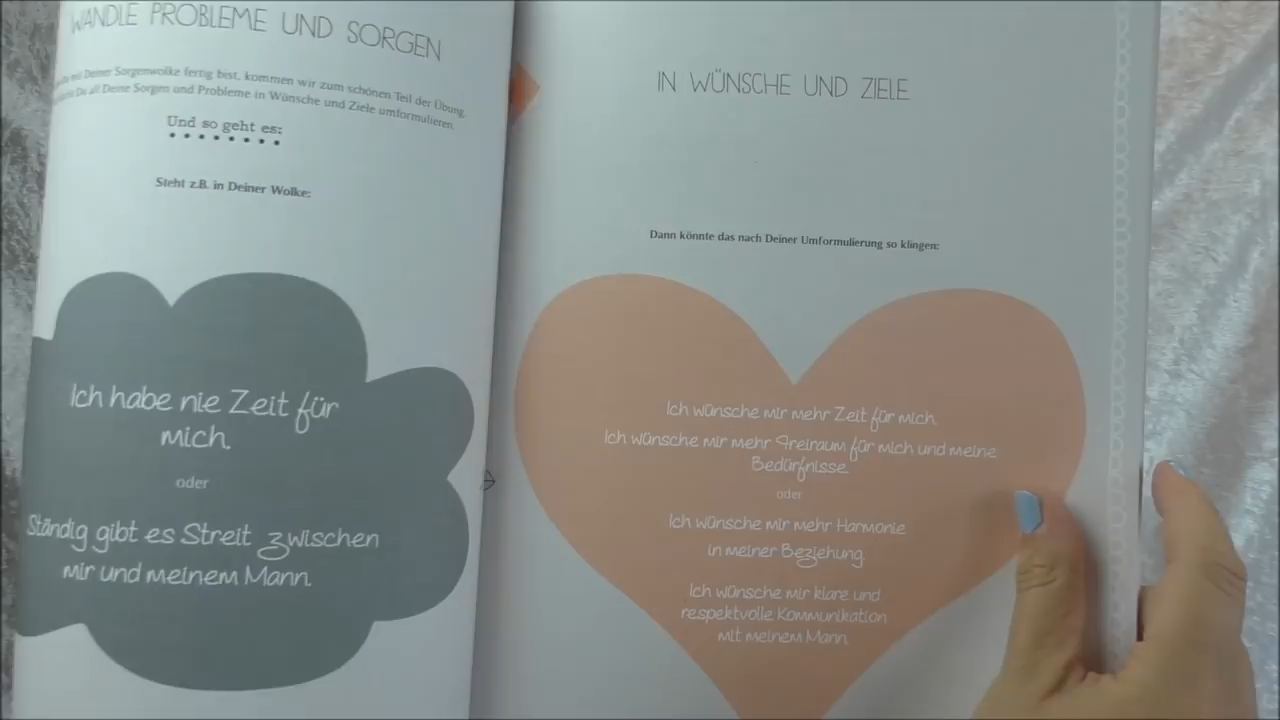 WANDLE PROBLEME UND SORGEN
mit Deiner Sorgenwolke fertig bist, kommen wir zum schönen Teil der Übung,
Du all Deine Sorgen und Probleme in Wünsche und Ziele umformulieren.
Und so geht es:
Steht z.B. in Deiner Wolke:
Ich habe nie Zeit für
mich.
oder
Ständig gibt es Streit zwischen
mir und meinem Mann.
IN WÜNSCHE UND ZIELE
Dann könnte das nach Deiner Umformulierung so klingen:
Ich wünsche mir mehr Zeit für mich.
Ich wünsche mir mehr Freiraum für mich und meine
Bedürfnisse
oder
Ich wünsche mir mehr Harmonie
in meiner Beziehung.
Ich wünsche mir klare und
respektvolle Kommunikation
mit meinem Mann.